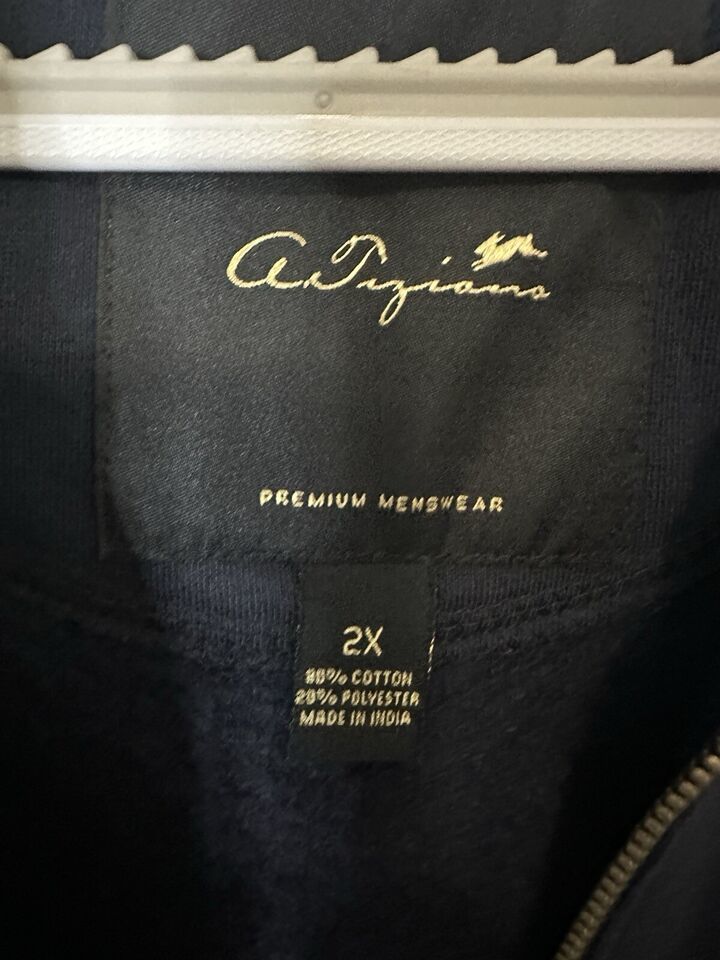 A. Tiziano
PREMIUM MENSWEAR
2X
80% COTTON
20% POLYESTER
MADE IN INDIA